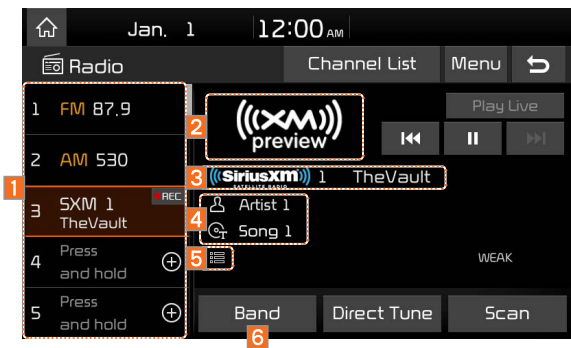 Jan. 1 12:00 AM
Radio Channel List Menu
1 FM 87.9
2 AM 530
3 SXM 1 REC
TheVault
4 Press
and hold
5 Press
and hold
1
2
(((XM)))
preview
Play Live
3 ((SiriusXM)) 1 TheVault
SATELLITE RADIO
4
Artist 1
Song 1
5
WEAK
Band Direct Tune Scan
6